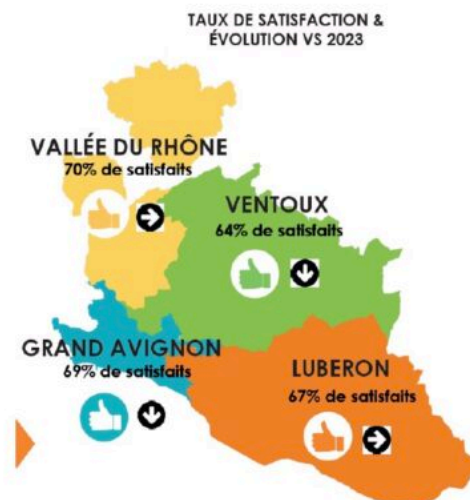 TAUX DE SATISFACTION &
ÉVOLUTION VS 2023
VALLÉE DU RHÔNE
70% de satisfaits
VENTOUX
64% de satisfaits
GRAND AVIGNON
69% de satisfaits
LUBERON
67% de satisfaits